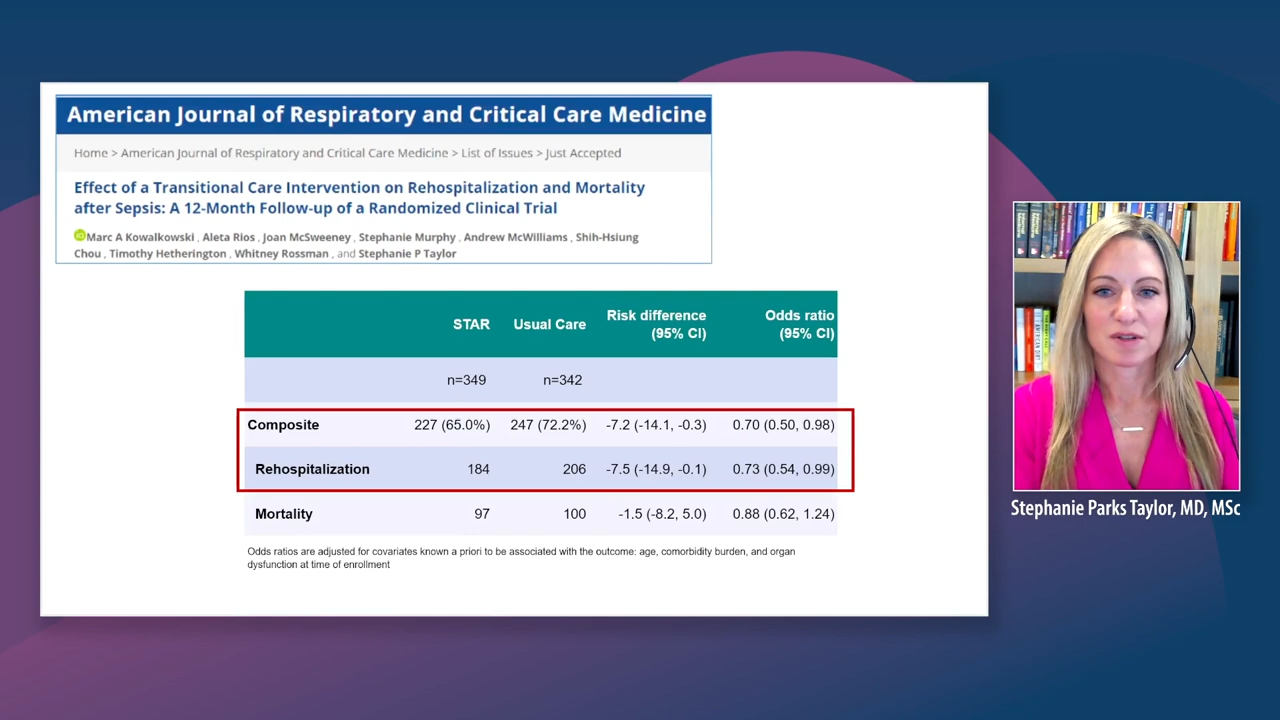 American Journal of Respiratory and Critical Care Medicine
Home > American Journal of Respiratory and Critical Care Medicine > List of Issues > Just Accepted
Effect of a Transitional Care Intervention on Rehospitalization and Mortality
after Sepsis: A 12-Month Follow-up of a Randomized Clinical Trial
iD Marc A Kowalkowski , Aleta Rios , Joan McSweeney , Stephanie Murphy , Andrew McWilliams , Shih-Hsiung
Chou , Timothy Hetherington , Whitney Rossman , and Stephanie P Taylor
STAR Usual Care Risk difference (95% CI) Odds ratio (95% CI)
n=349 n=342
Composite 227 (65.0%) 247 (72.2%) -7.2 (-14.1, -0.3) 0.70 (0.50, 0.98)
Rehospitalization 184 206 -7.5 (-14.9, -0.1) 0.73 (0.54, 0.99)
Mortality 97 100 -1.5 (-8.2, 5.0) 0.88 (0.62, 1.24)
Odds ratios are adjusted for covariates known a priori to be associated with the outcome: age, comorbidity burden, and organ
dysfunction at time of enrollment
Stephanie Parks Taylor, MD, MSc